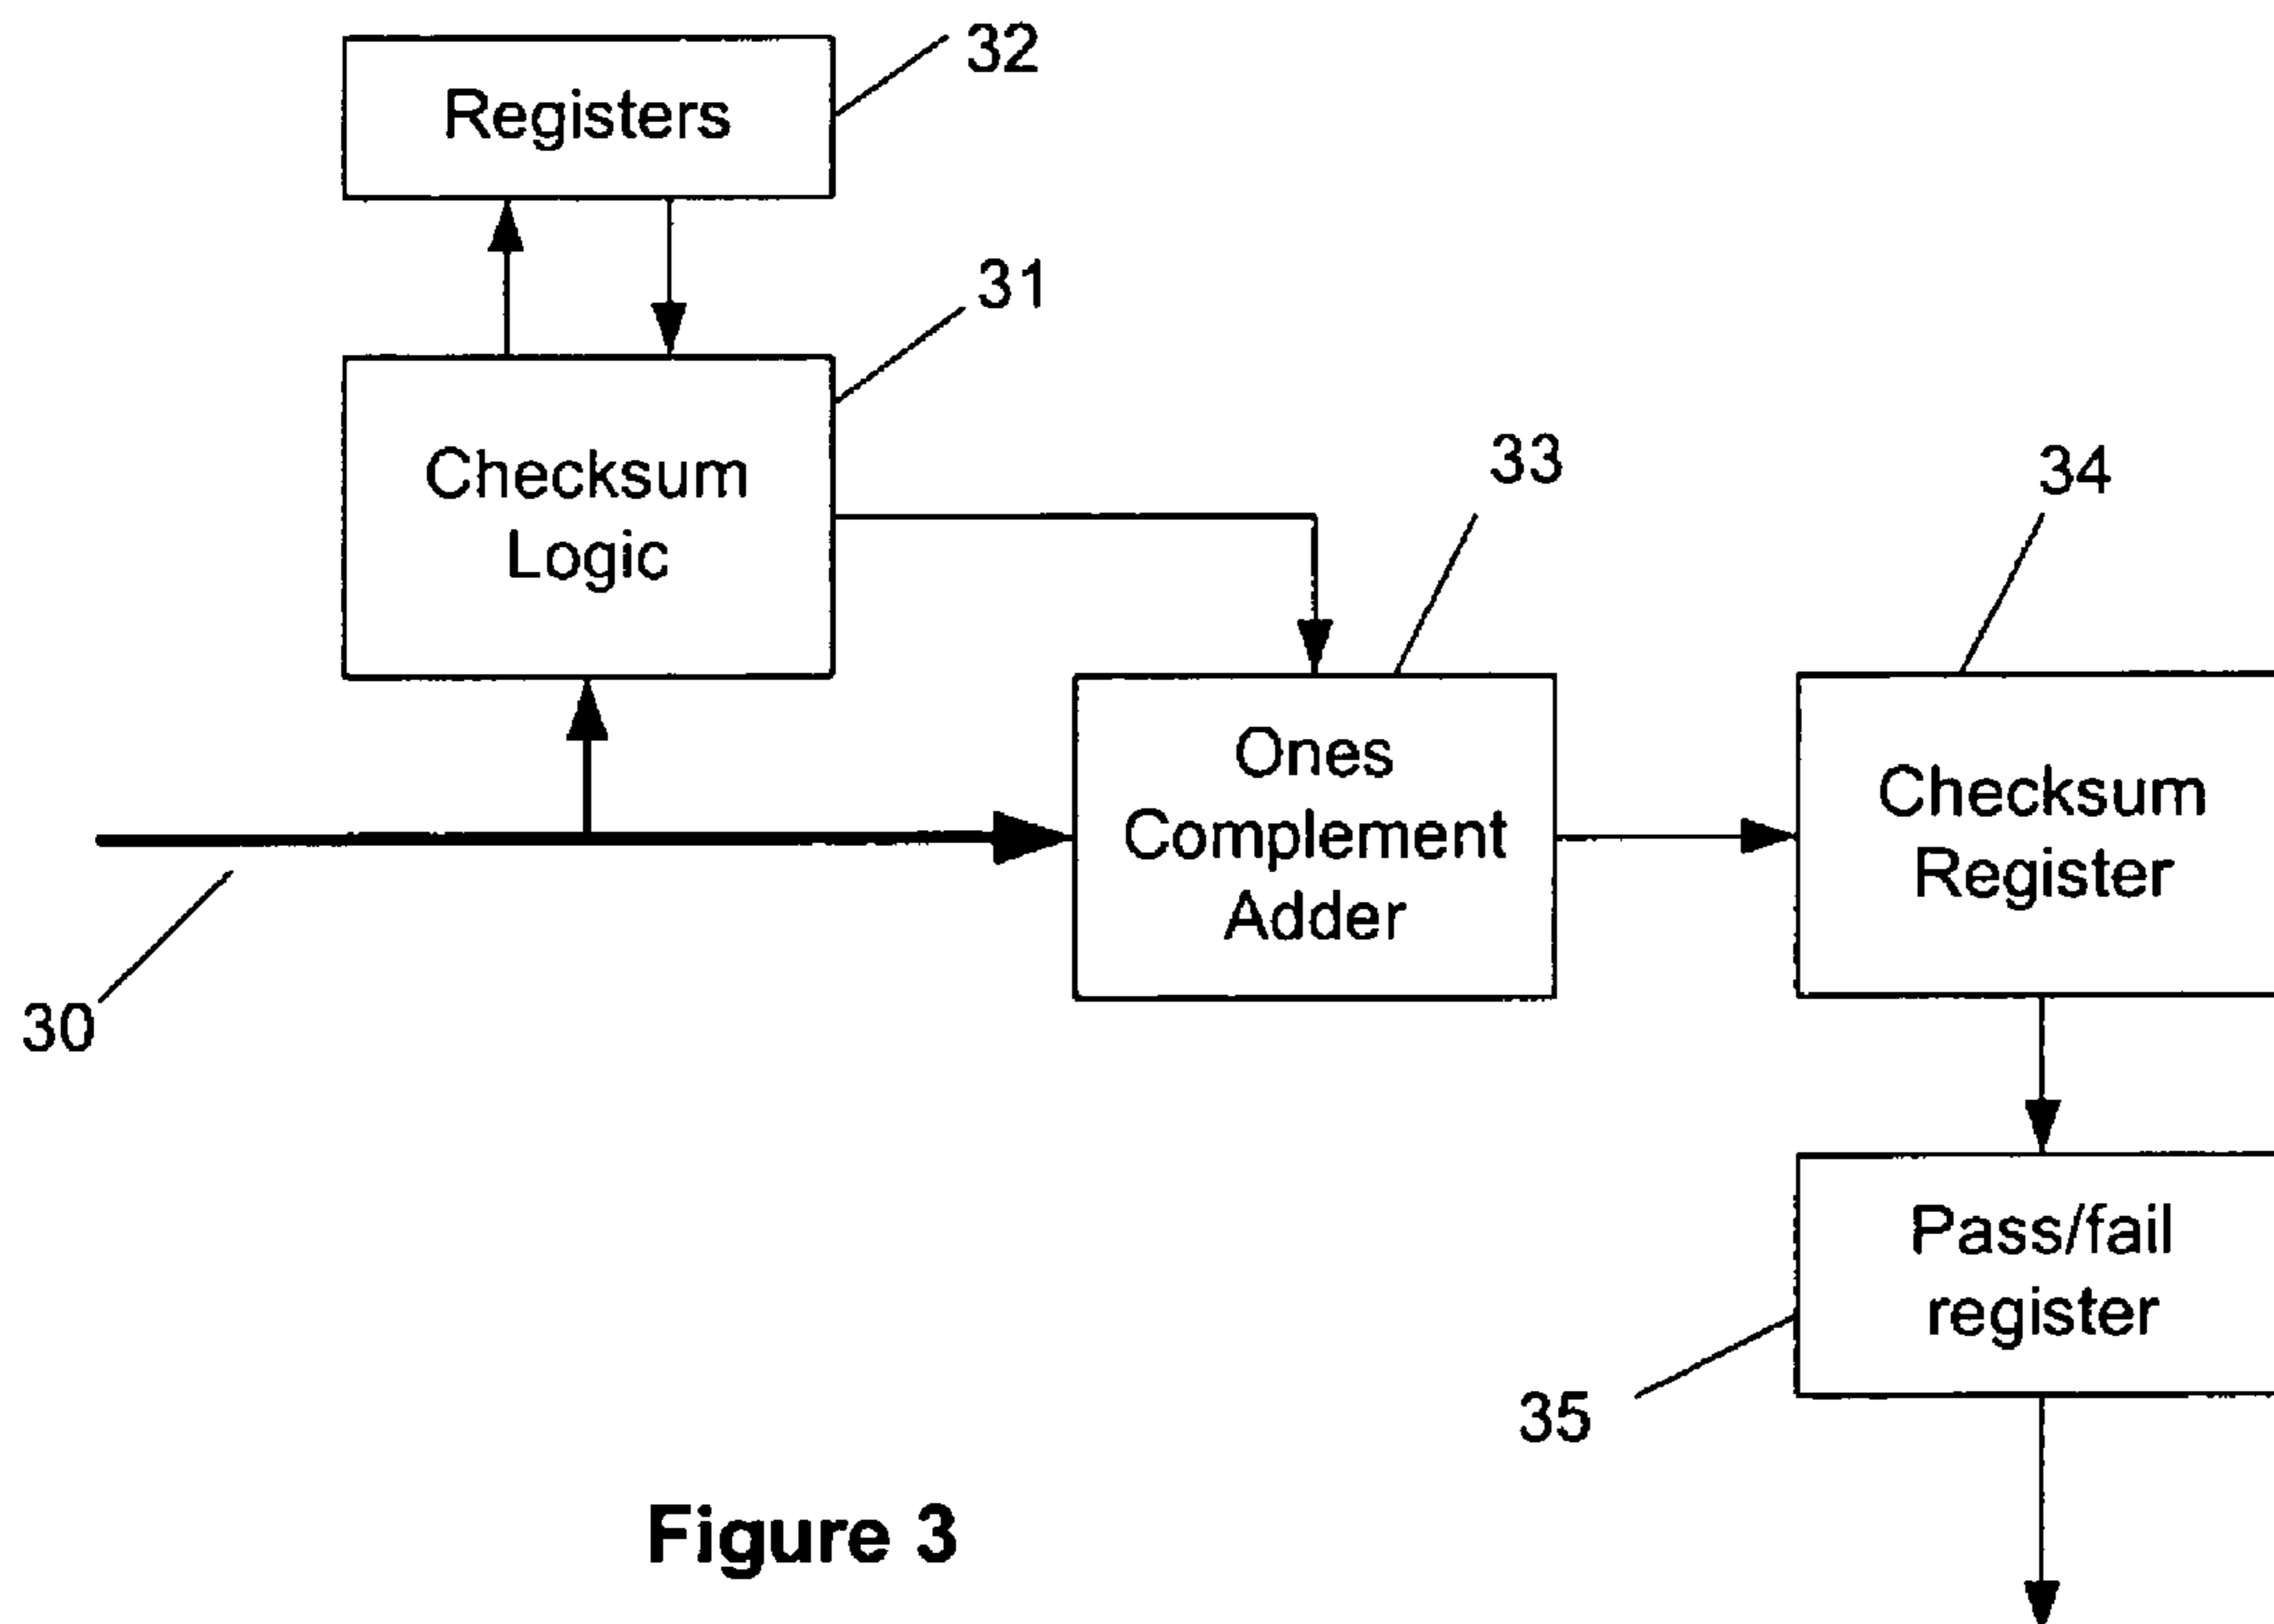 32
Registers
31
Checksum
Logic
33
34
Ones
Complement
Adder
Checksum
Register
30
Pass/fail
register
35
Figure 3